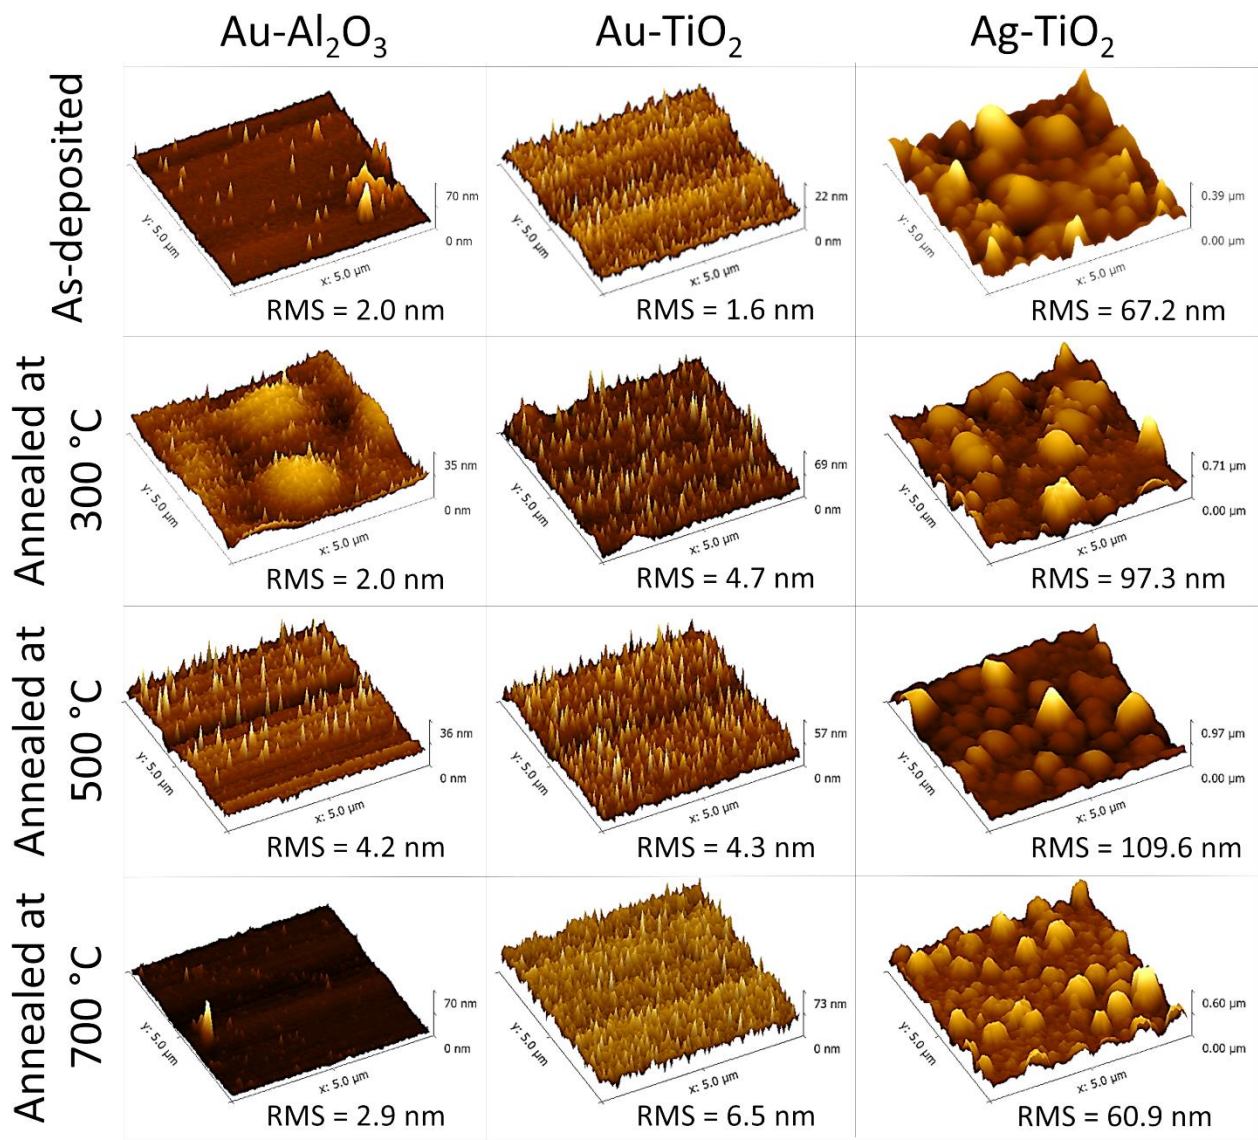 Au-Al₂O₃
Au-TiO₂
Ag-TiO₂
As-deposited
y: 5.0 µm
x: 5.0 µm
70 nm
0 nm
RMS = 2.0 nm
y: 5.0 µm
x: 5.0 µm
22 nm
0 nm
RMS = 1.6 nm
y: 5.0 µm
x: 5.0 µm
0.39 µm
0.00 µm
RMS = 67.2 nm
Annealed at
300 °C
y: 5.0 µm
x: 5.0 µm
35 nm
0 nm
RMS = 2.0 nm
y: 5.0 µm
x: 5.0 µm
69 nm
0 nm
RMS = 4.7 nm
y: 5.0 µm
x: 5.0 µm
0.71 µm
0.00 µm
RMS = 97.3 nm
Annealed at
500 °C
y: 5.0 µm
x: 5.0 µm
36 nm
0 nm
RMS = 4.2 nm
y: 5.0 µm
x: 5.0 µm
57 nm
0 nm
RMS = 4.3 nm
y: 5.0 µm
x: 5.0 µm
0.97 µm
0.00 µm
RMS = 109.6 nm
Annealed at
700 °C
y: 5.0 µm
x: 5.0 µm
70 nm
0 nm
RMS = 2.9 nm
y: 5.0 µm
x: 5.0 µm
73 nm
0 nm
RMS = 6.5 nm
y: 5.0 µm
x: 5.0 µm
0.60 µm
0.00 µm
RMS = 60.9 nm